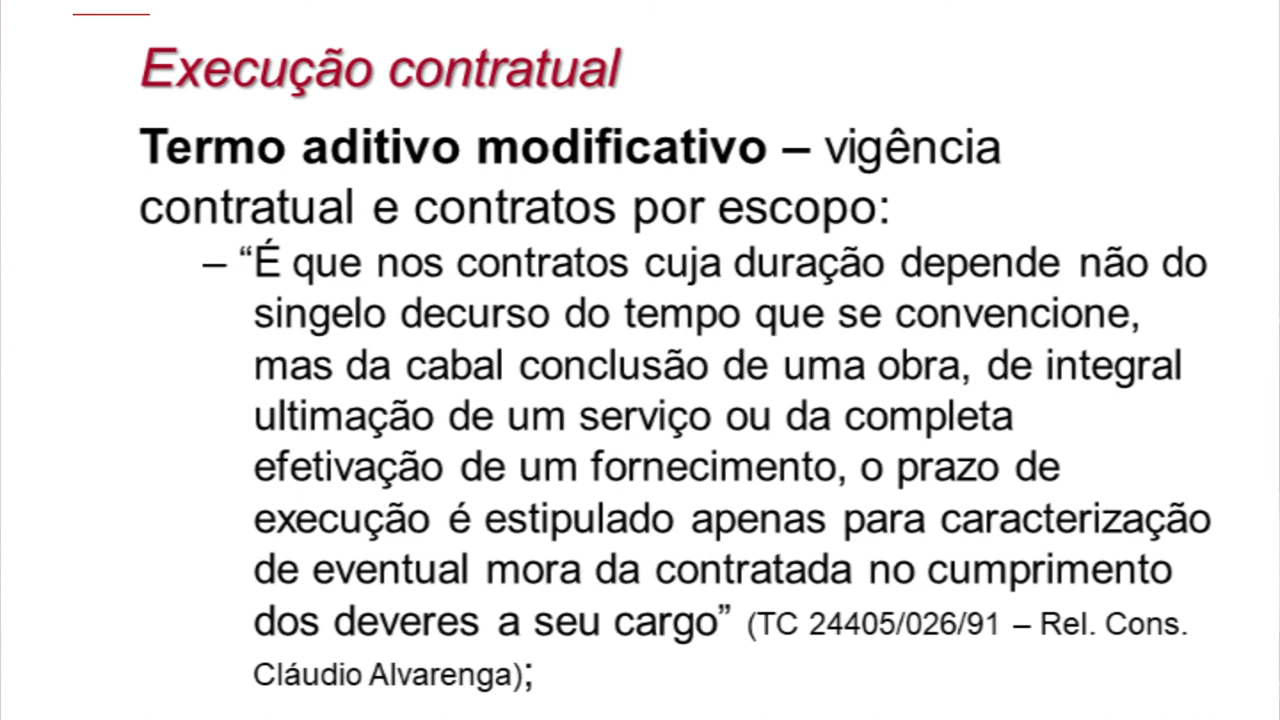 Execução contratual
Termo aditivo modificativo – vigência
contratual e contratos por escopo:
– “É que nos contratos cuja duração depende não do
singelo decurso do tempo que se convencione,
mas da cabal conclusão de uma obra, de integral
ultimação de um serviço ou da completa
efetivação de um fornecimento, o prazo de
execução é estipulado apenas para caracterização
de eventual mora da contratada no cumprimento
dos deveres a seu cargo” (TC 24405/026/91 – Rel. Cons.
Cláudio Alvarenga);